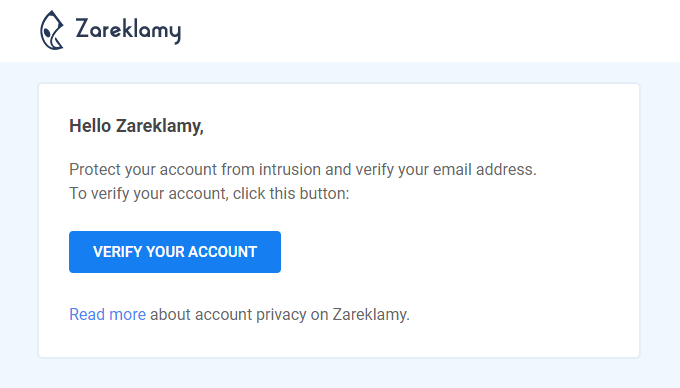 Zareklamy
Hello Zareklamy,
Protect your account from intrusion and verify your email address.
To verify your account, click this button:
VERIFY YOUR ACCOUNT
Read more about account privacy on Zareklamy.